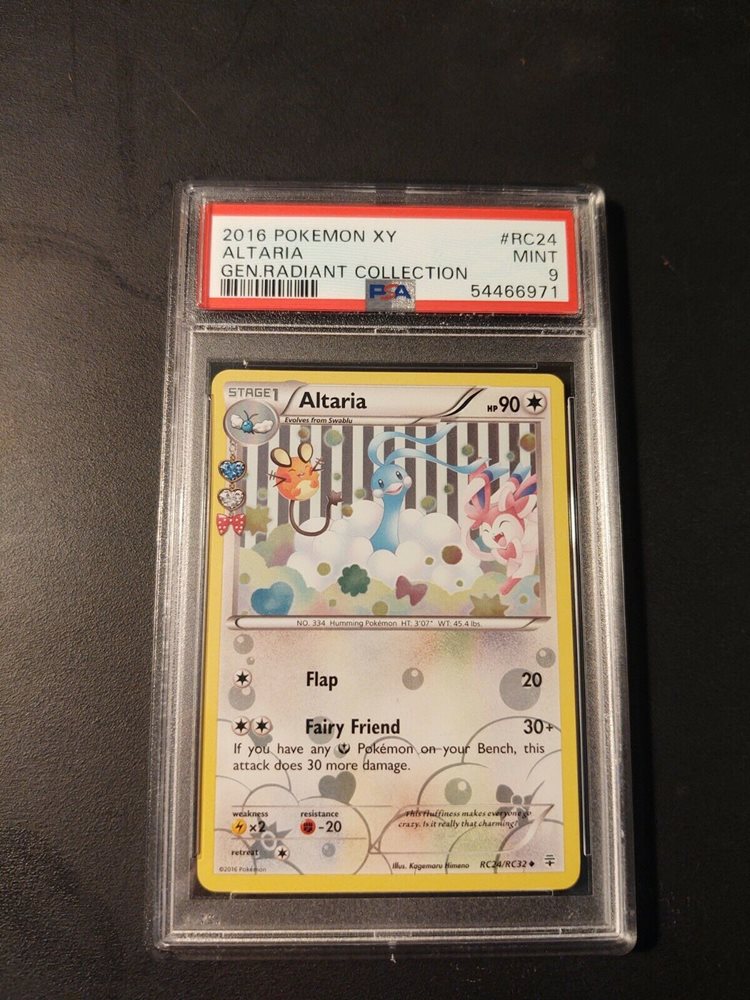 2016 POKEMON XY #RC24
ALTARIA MINT
GEN.RADIANT COLLECTION 9
PSA 54466971
STAGE1 Altaria HP90
Evolves from Swablu
NO. 334 Humming Pokémon HT: 3'07" WT: 45.4 lbs.
Flap 20
Fairy Friend 30+
If you have any Pokémon on your Bench, this
attack does 30 more damage.
weakness resistance
×2 -20
This fluffiness makes everyone go
crazy. Is it really that charming?
retreat
©2016 Pokémon Illus. Kagemaru Himeno RC24/RC32